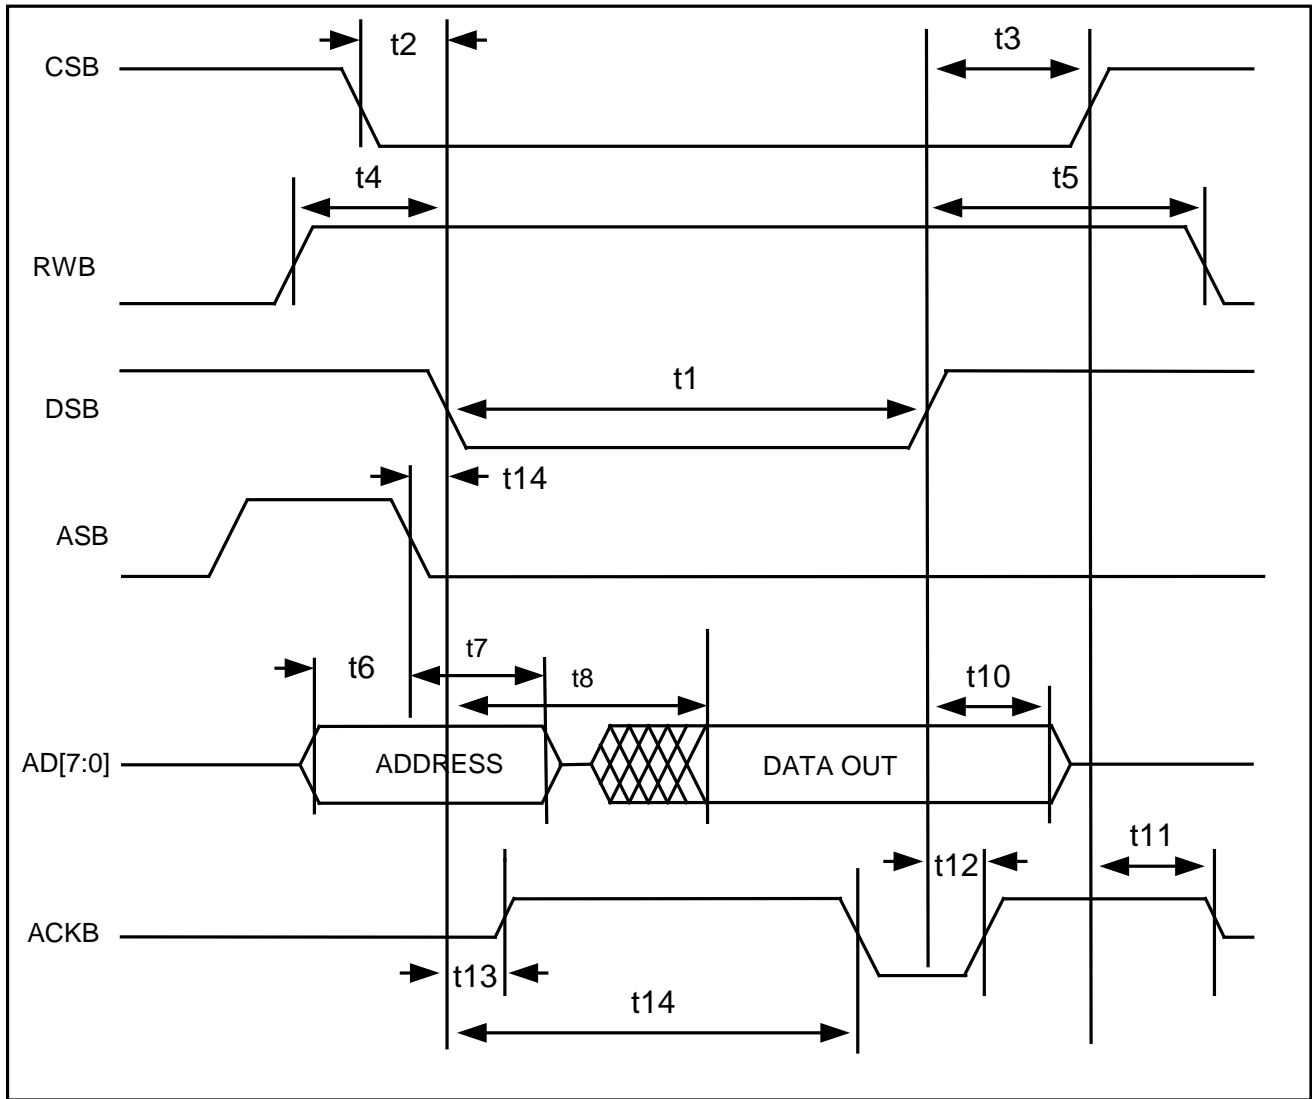 t2
t3
CSB
t4
t5
RWB
t1
DSB
t14
ASB
t6
t7
t8
t10
AD[7:0]
ADDRESS
DATA OUT
t11
t12
ACKB
t13
t14